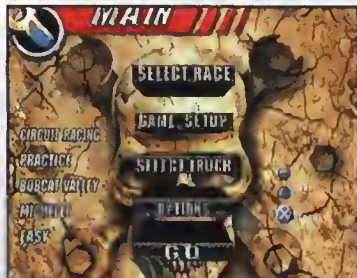 MAIN
SELECT RACE
GAME SETUP
SELECT TRUCK
OPTIONS
GO
CIRCUIT RACING
PRACTICE
BOBCAT VALLEY
EASY